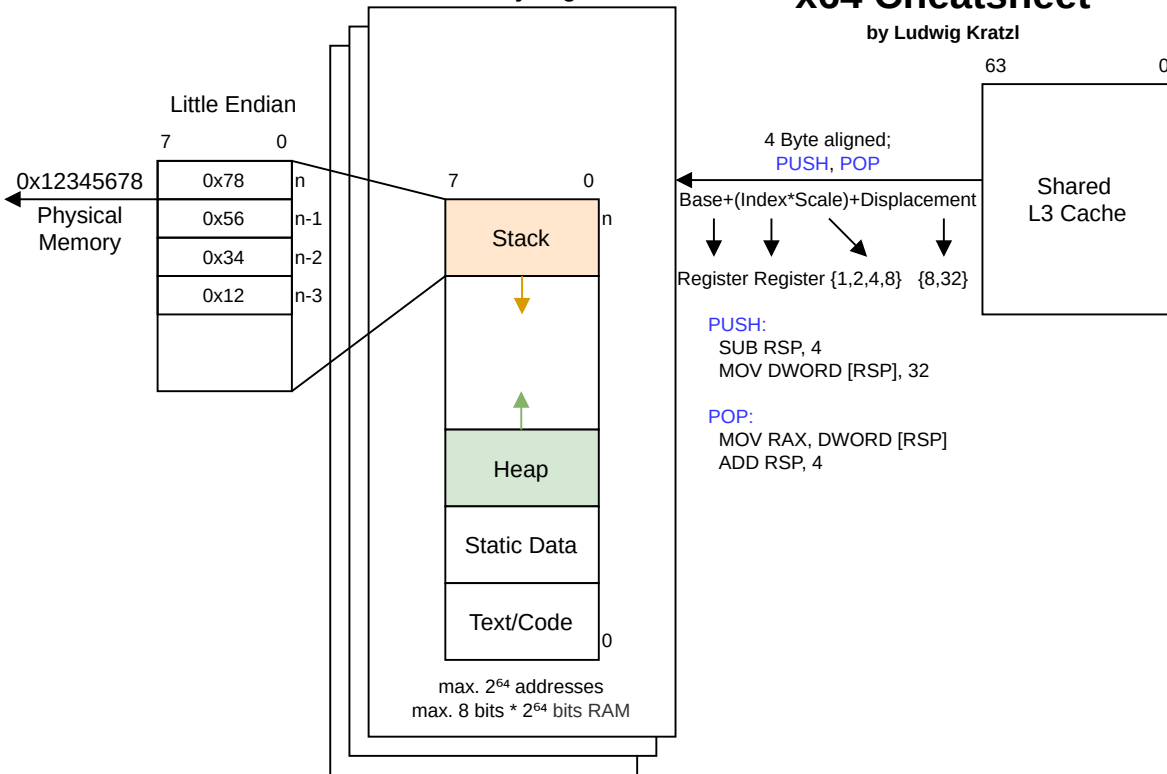 x64 Cheatsheet
by Ludwig Kratzl
63
0
Little Endian
7
0
0x12345678
Physical
Memory
0x78
n
0x56
n-1
0x34
n-2
0x12
n-3
7
0
Stack
n
Heap
Static Data
Text/Code
0
max. 2⁶⁴ addresses
max. 8 bits * 2⁶⁴ bits RAM
4 Byte aligned;
PUSH, POP
Base+(Index*Scale)+Displacement
Register Register {1,2,4,8} {8,32}
PUSH:
SUB RSP, 4
MOV DWORD [RSP], 32
POP:
MOV RAX, DWORD [RSP]
ADD RSP, 4
Shared
L3 Cache